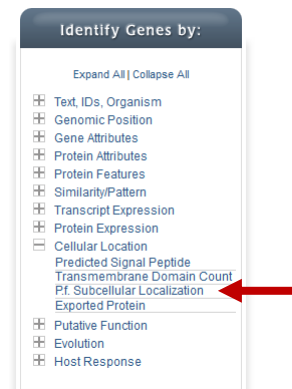 Identify Genes by:
Expand All | Collapse All
Text, IDs, Organism
Genomic Position
Gene Attributes
Protein Attributes
Protein Features
Similarity/Pattern
Transcript Expression
Protein Expression
Cellular Location
Predicted Signal Peptide
Transmembrane Domain Count
P.f. Subcellular Localization
Exported Protein
Putative Function
Evolution
Host Response